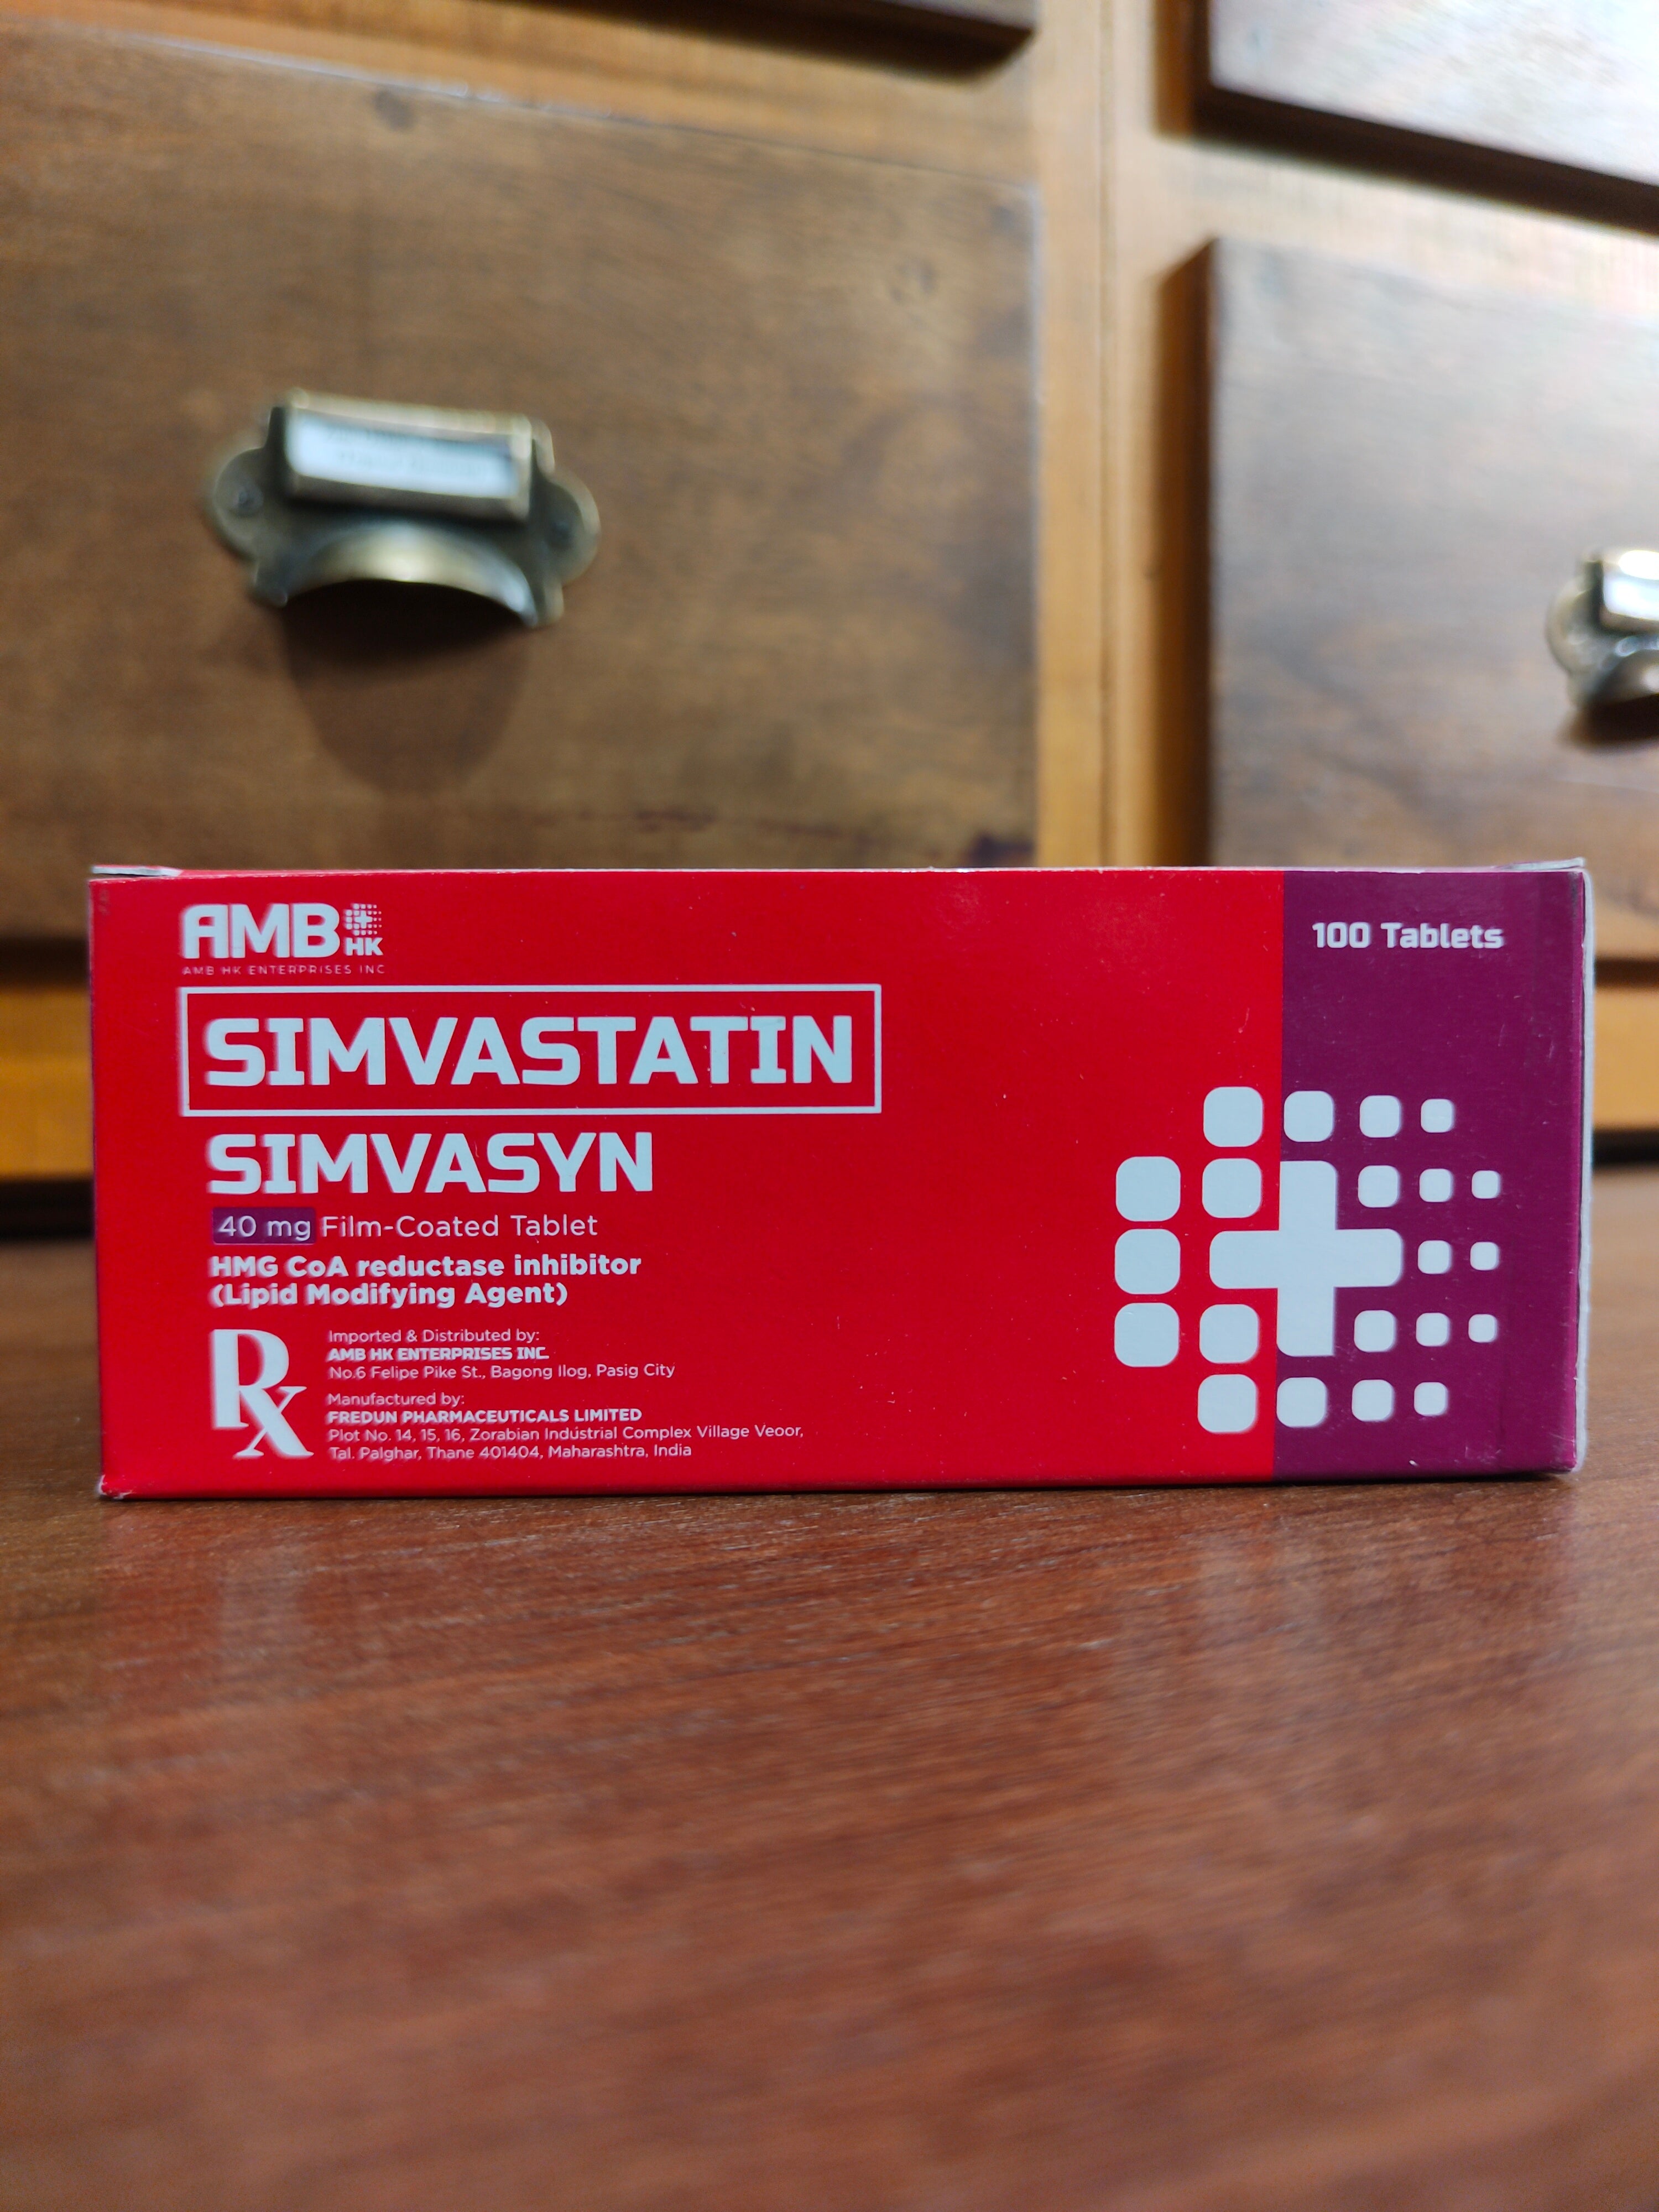 AMB HK
AMB HK ENTERPRISES INC
100 Tablets
SIMVASTATIN
SIMVASYN
40 mg Film-Coated Tablet
HMG CoA reductase inhibitor
(Lipid Modifying Agent)
Rx
Imported & Distributed by:
AMB HK ENTERPRISES INC.
No.6 Felipe Pike St., Bagong Ilog, Pasig City
Manufactured by:
FREDUN PHARMACEUTICALS LIMITED
Plot No. 14, 15, 16, Zorabian Industrial Complex Village Veoor,
Tal. Palghar, Thane 401404, Maharashtra, India